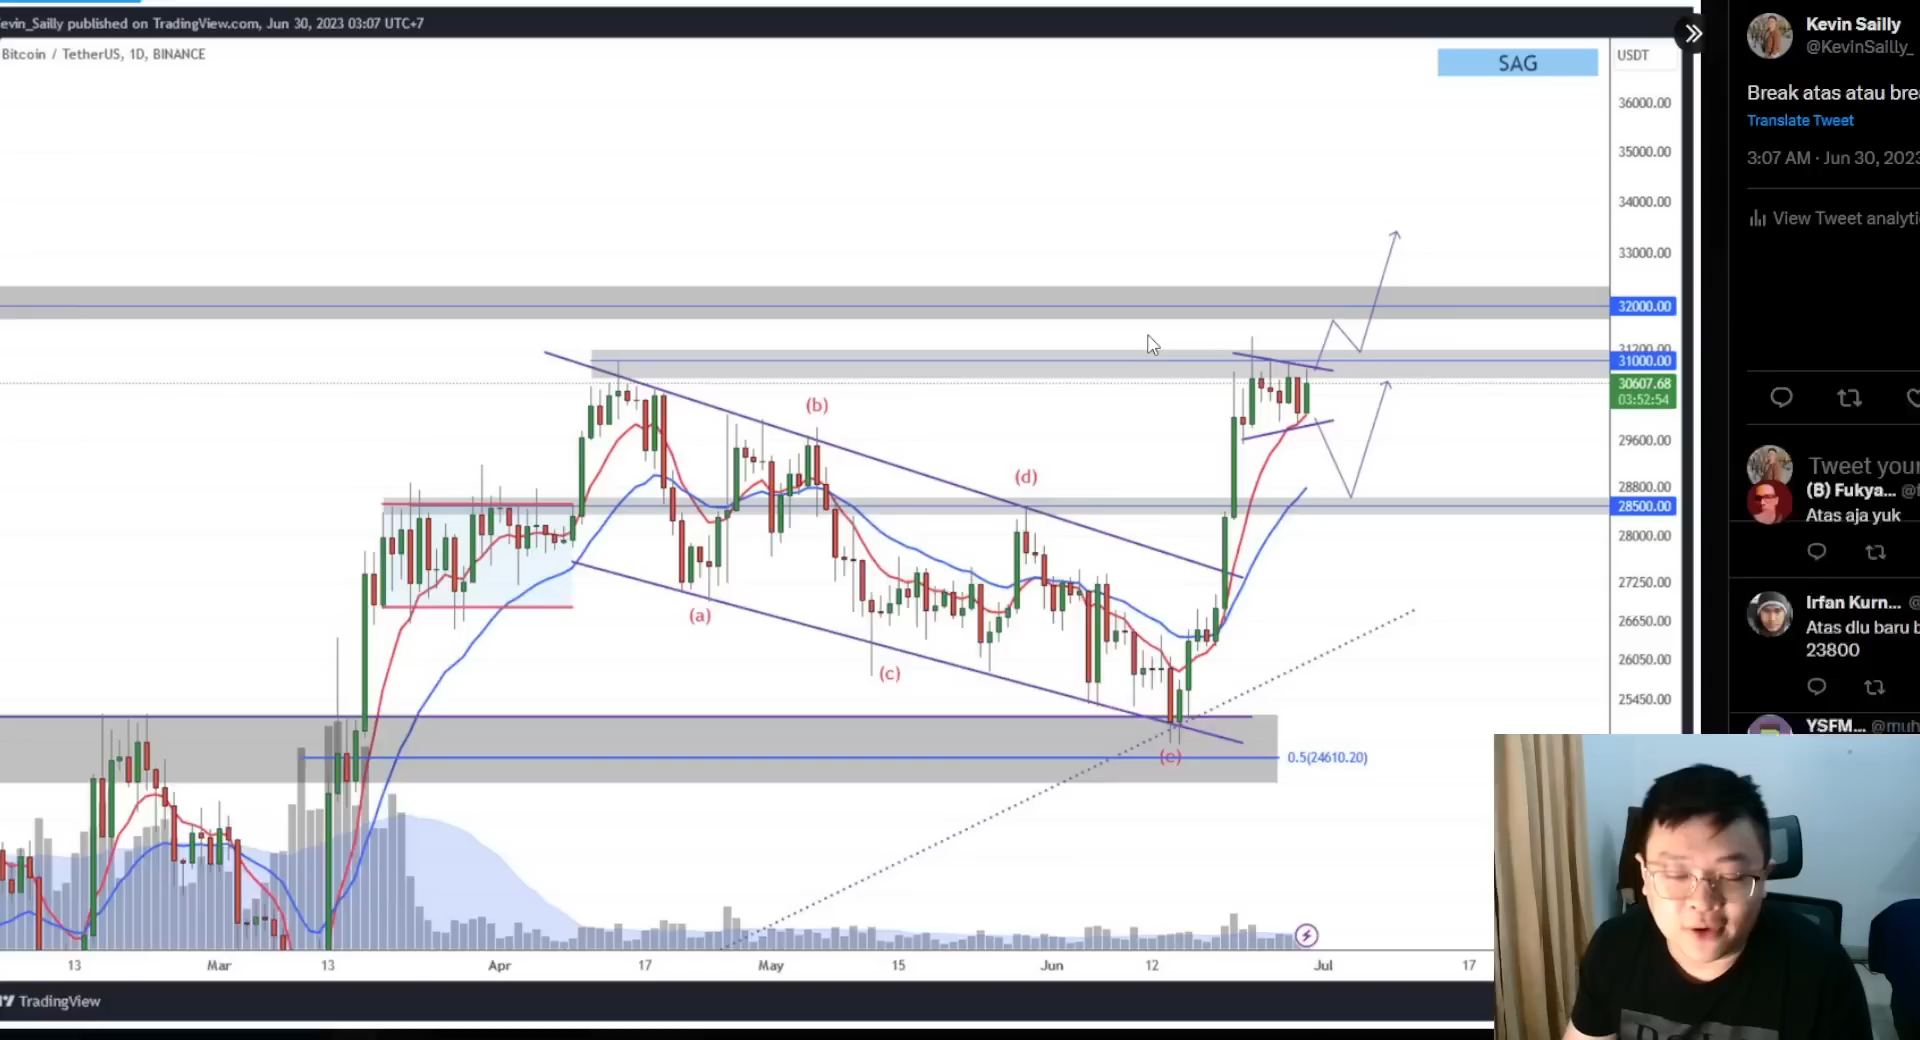 evin_Sailly published on TradingView.com, Jun 30, 2023 03:07 UTC+7
Bitcoin / TetherUS, 1D, BINANCE
SAG
USDT
36000.00
35000.00
34000.00
33000.00
32000.00
31200.00
31000.00
30607.68
03:52:54
29600.00
28800.00
28500.00
28000.00
27250.00
26650.00
26050.00
25450.00
(b)
(d)
(a)
(c)
(e)
0.5(24610.20)
13
Mar
13
Apr
17
May
15
Jun
12
Jul
17
TradingView
Kevin Sailly
@KevinSailly_
Break atas atau bre
Translate Tweet
3:07 AM · Jun 30, 2023
View Tweet analyti
Tweet your
(B) Fukya... @f
Atas aja yuk
Irfan Kurn... @
Atas dlu baru b
23800
YSFM... @muh